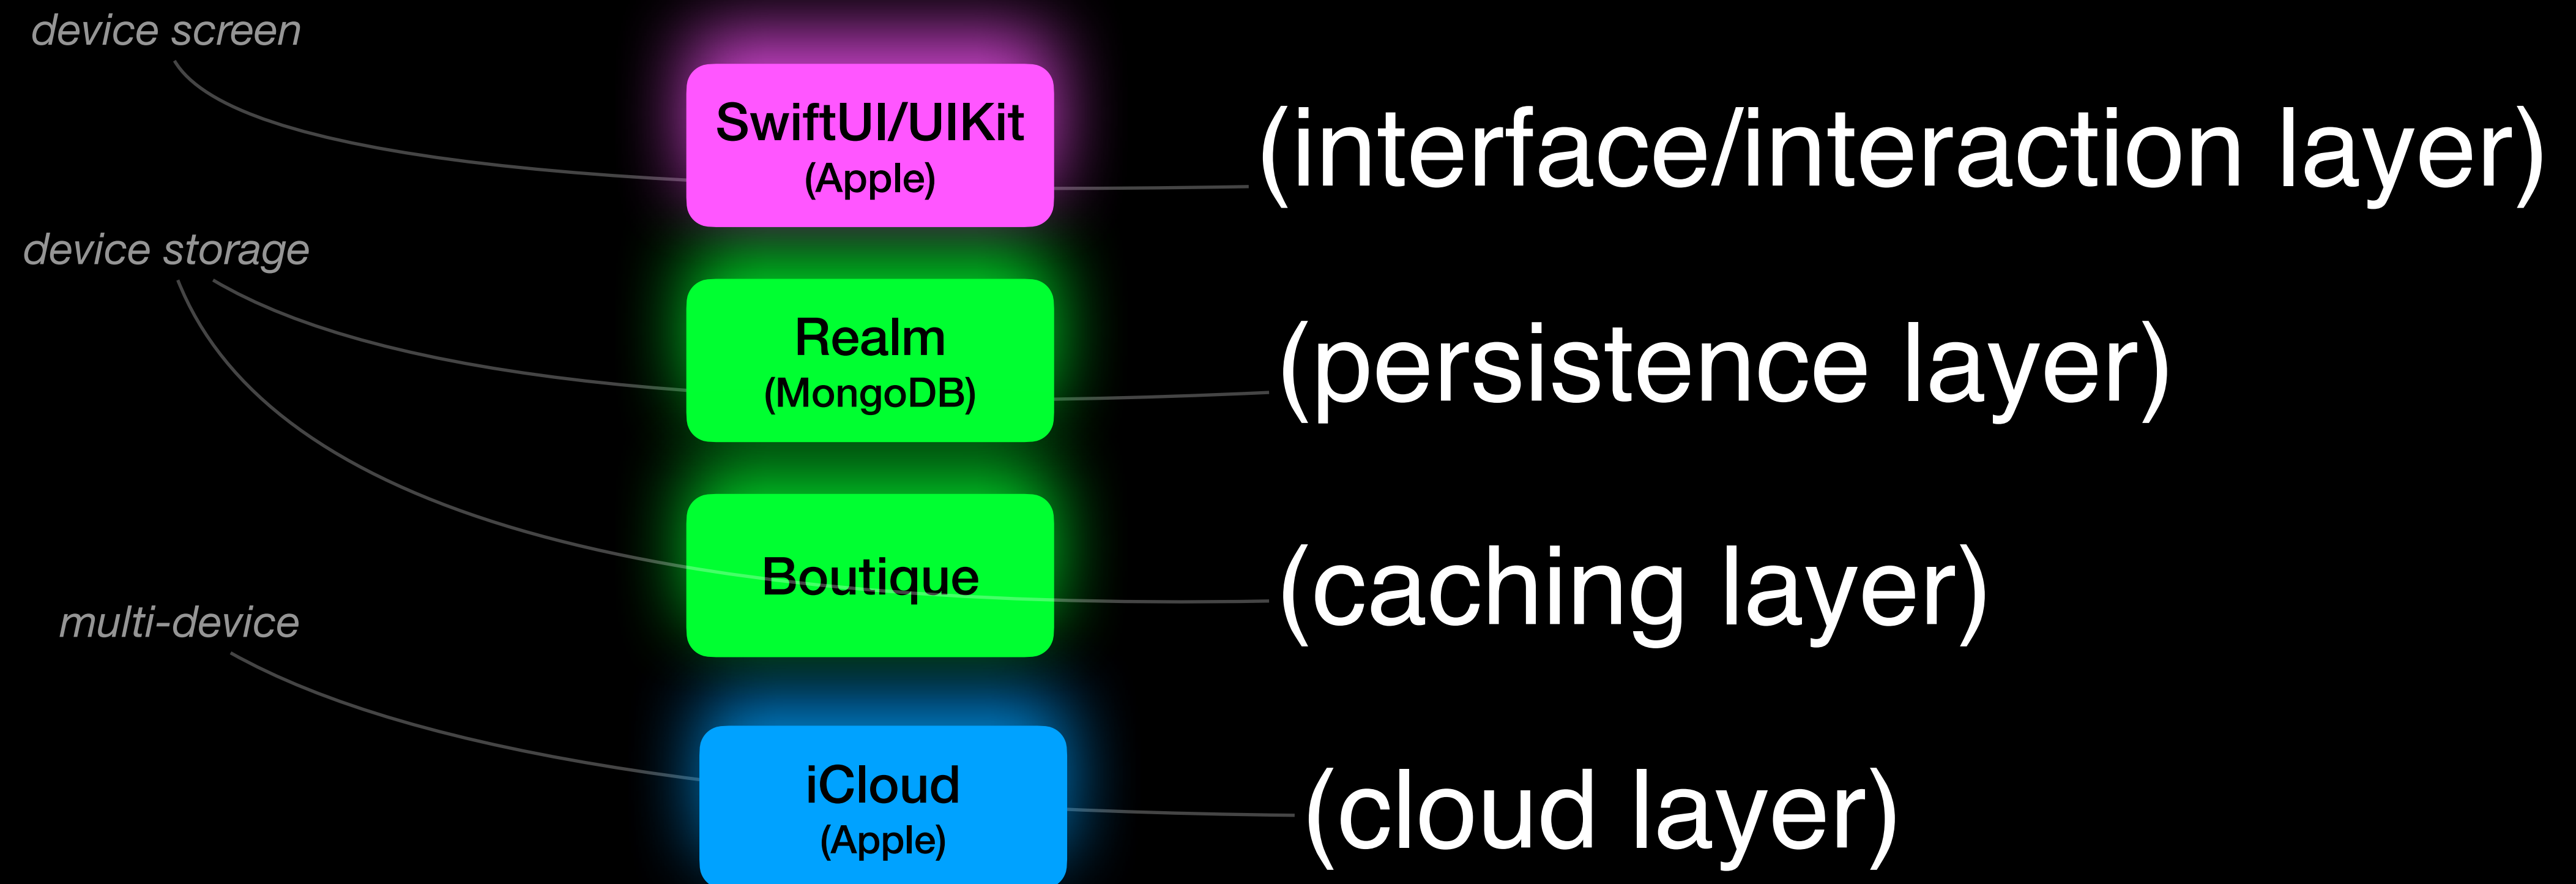 device screen
SwiftUI/UIKit
(Apple)
(interface/interaction layer)
device storage
Realm
(MongoDB)
(persistence layer)
Boutique
(caching layer)
multi-device
iCloud
(Apple)
(cloud layer)